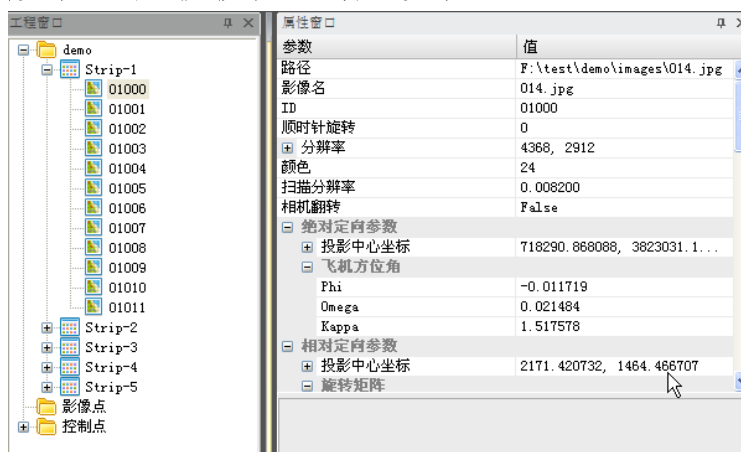 工程窗口
demo
Strip-1
01000
01001
01002
01003
01004
01005
01006
01007
01008
01009
01010
01011
Strip-2
Strip-3
Strip-4
Strip-5
影像点
控制点
属性窗口
参数 值
路径 F:\test\demo\images\014.jpg
影像名 014.jpg
ID 01000
顺时针旋转 0
分辨率 4368, 2912
颜色 24
扫描分辨率 0.008200
相机翻转 False
绝对定向参数
投影中心坐标 718290.868088, 3823031.1...
飞机方位角
Phi -0.011719
Omega 0.021484
Kappa 1.517578
相对定向参数
投影中心坐标 2171.420732, 1464.466707
旋转矩阵